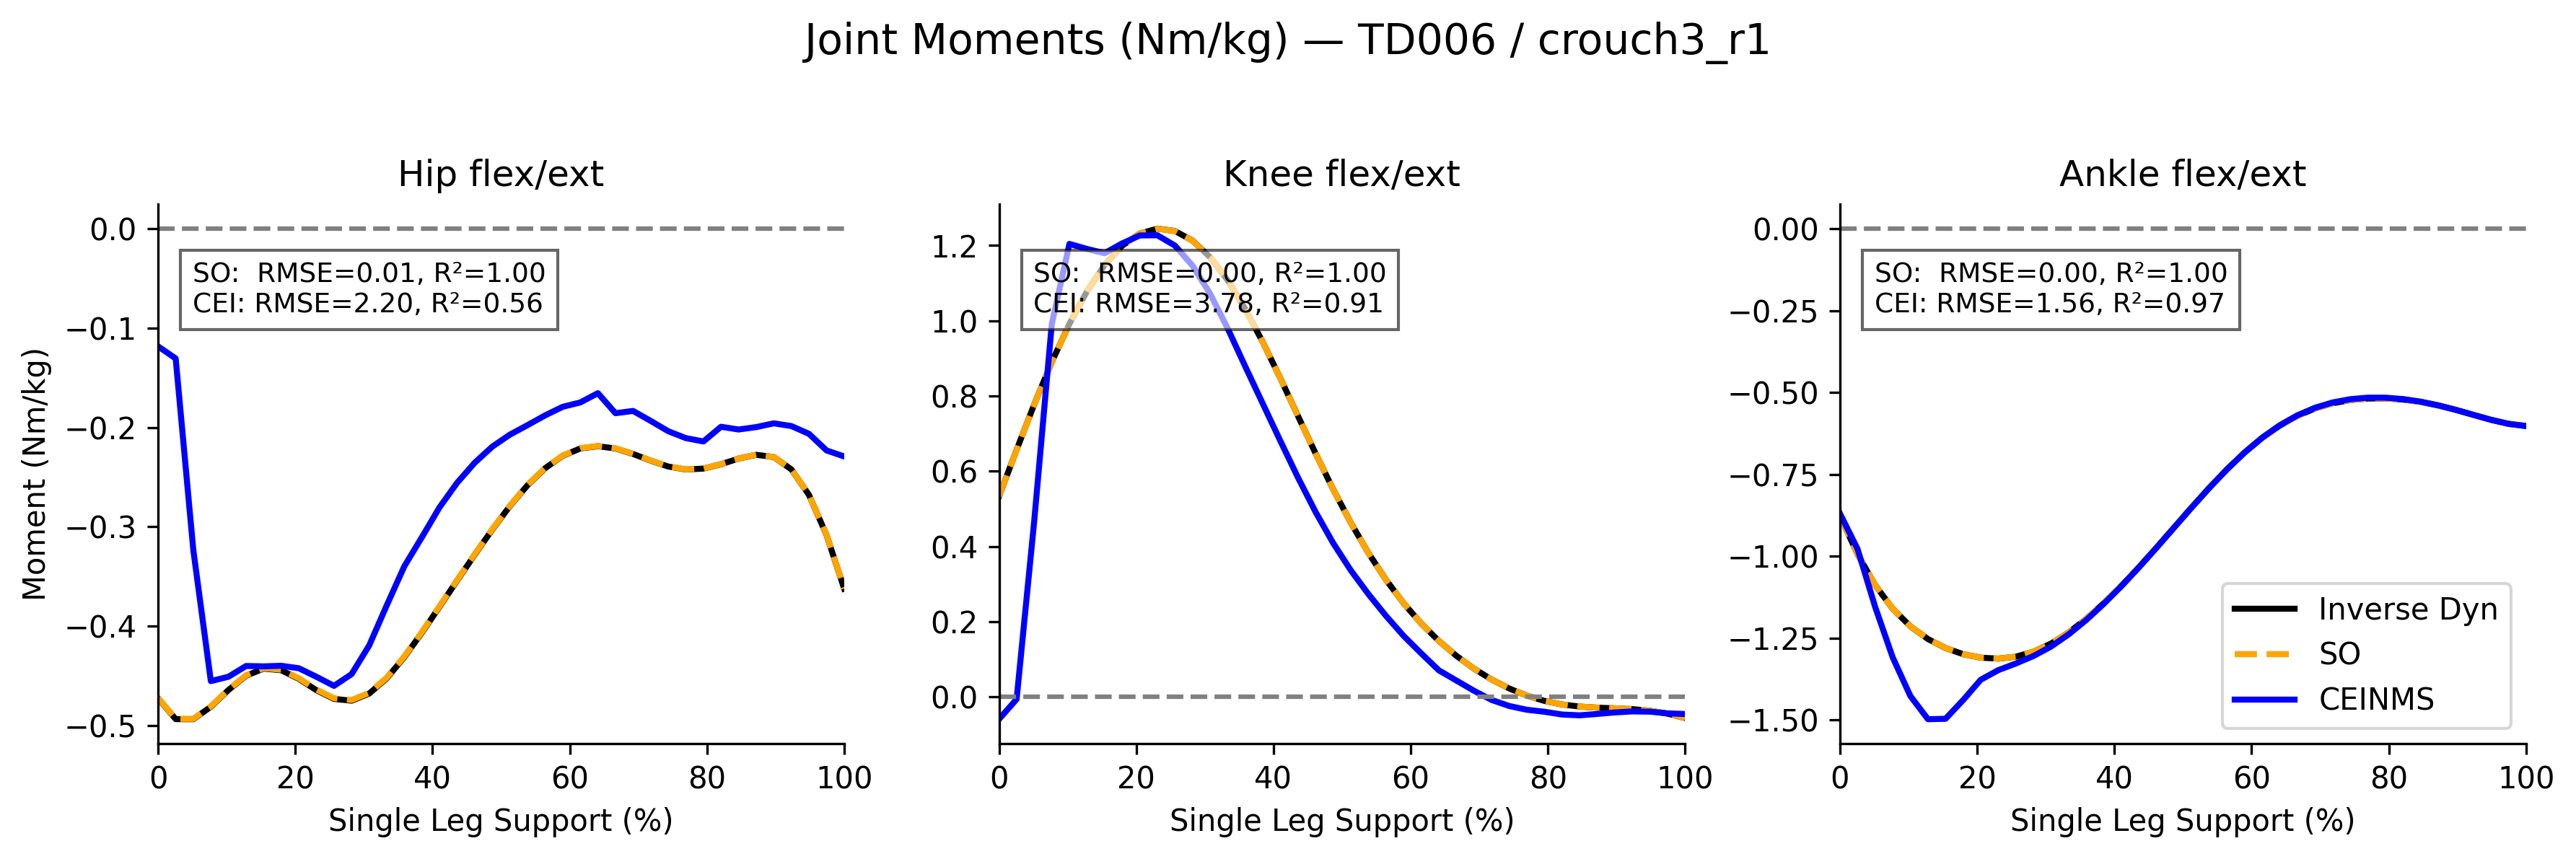 Joint Moments (Nm/kg) — TD006 / crouch3_r1
Hip flex/ext
Moment (Nm/kg)
0.0
−0.1
−0.2
−0.3
−0.4
−0.5
SO:  RMSE=0.01, R²=1.00
CEI: RMSE=2.20, R²=0.56
0 20 40 60 80 100
Single Leg Support (%)
Knee flex/ext
1.2
1.0
0.8
0.6
0.4
0.2
0.0
SO:  RMSE=0.00, R²=1.00
CEI: RMSE=3.78, R²=0.91
0 20 40 60 80 100
Single Leg Support (%)
Ankle flex/ext
0.00
−0.25
−0.50
−0.75
−1.00
−1.25
−1.50
SO:  RMSE=0.00, R²=1.00
CEI: RMSE=1.56, R²=0.97
Inverse Dyn
SO
CEINMS
0 20 40 60 80 100
Single Leg Support (%)